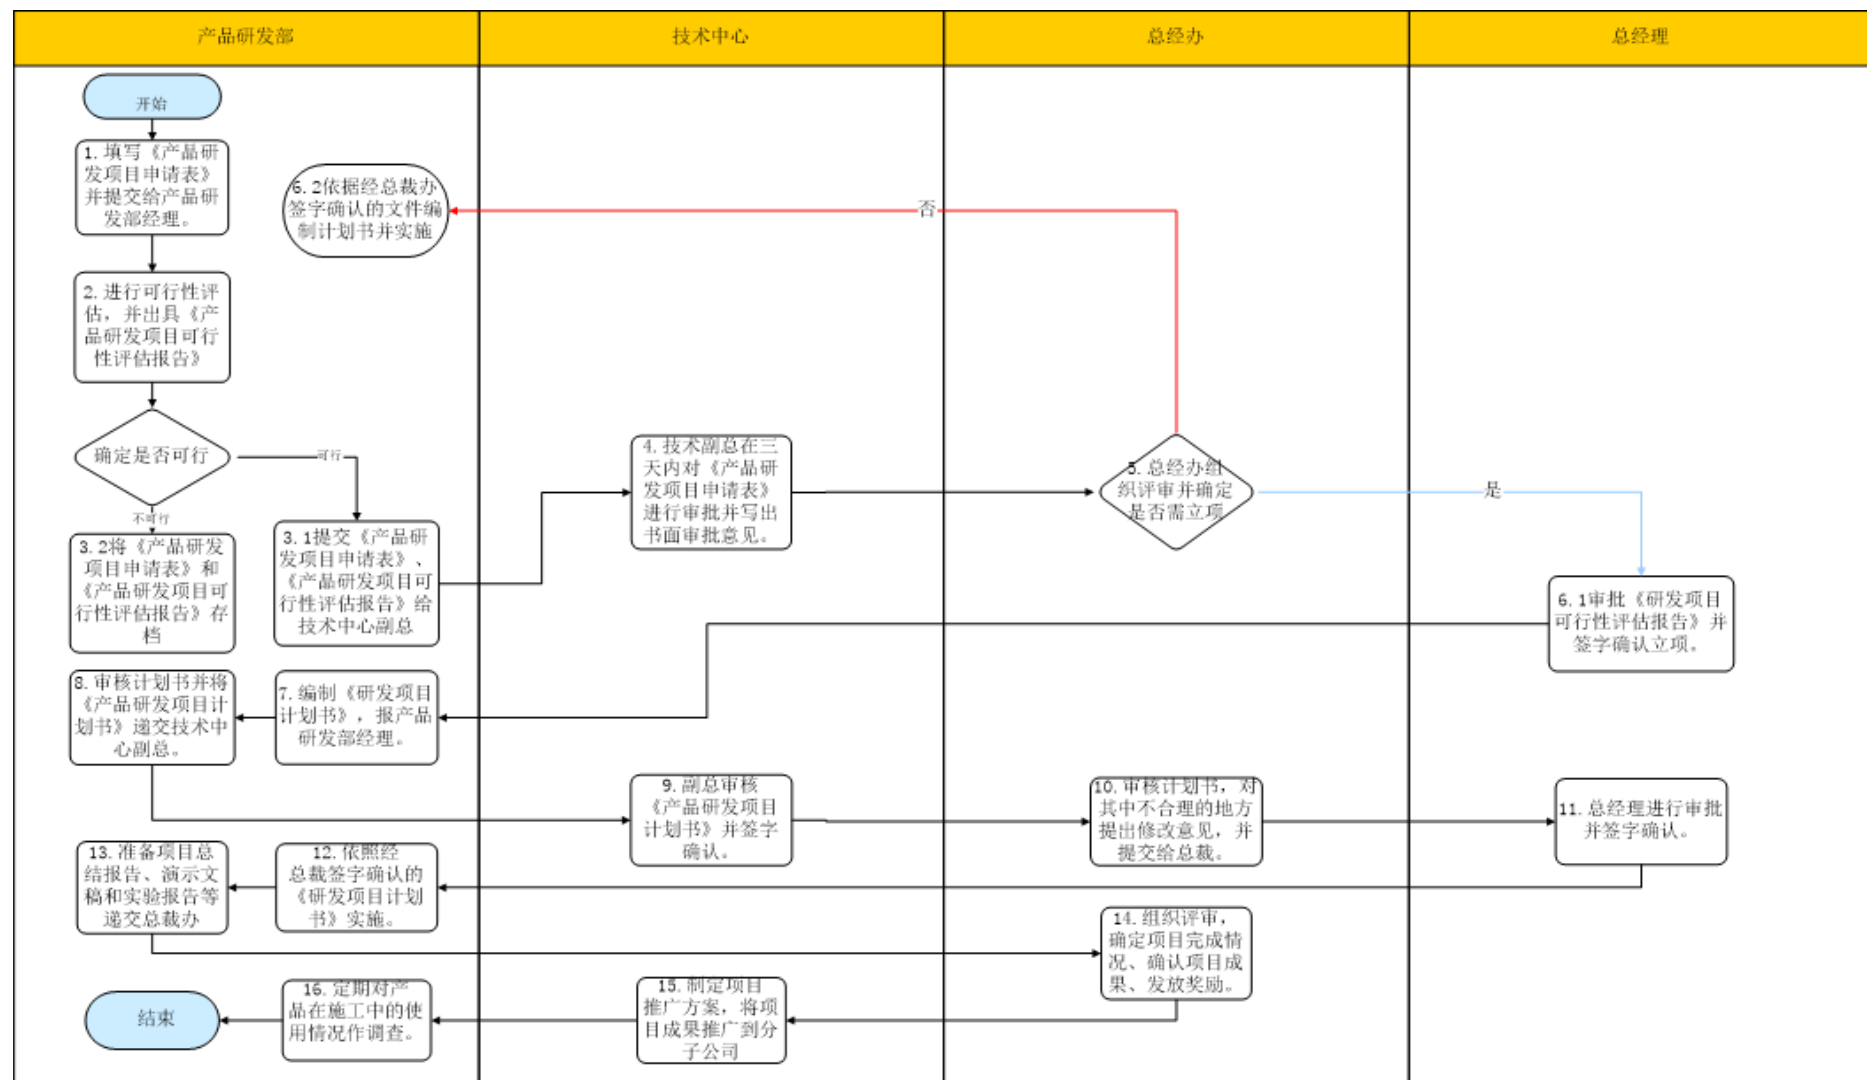 产品研发部
技术中心
总经办
总经理
开始
1.填写《产品研
发项目申请表》
并提交给产品研
发部经理。
6.2依据经总裁办
签字确认的文件编
制计划书并实施
否
2.进行可行性评
估，并出具《产
品研发项目可行
性评估报告》
确定是否可行
可行
不可行
3.2将《产品研发
项目申请表》和
《产品研发项目可
行性评估报告》存
档
3.1提交《产品研
发项目申请表》、
《产品研发项目可
行性评估报告》给
技术中心副总
4.技术副总在三
天内对《产品研
发项目申请表》
进行审批并写出
书面审批意见。
5.总经办组
织评审并确定
是否需立项
是
6.1审批《研发项目
可行性评估报告》并
签字确认立项。
8.审核计划书并将
《产品研发项目计
划书》递交技术中
心副总。
7.编制《研发项目
计划书》，报产品
研发部经理。
9.副总审核
《产品研发项目
计划书》并签字
确认。
10.审核计划书，对
其中不合理的地方
提出修改意见，并
提交给总裁。
11.总经理进行审批
并签字确认。
13.准备项目总
结报告、演示文
稿和实验报告等
递交总裁办
12.依照经
总裁签字确认的
《研发项目计划
书》实施。
14.组织评审，
确定项目完成情
况、确认项目成
果、发放奖励。
结束
16.定期对产
品在施工中的使
用情况作调查。
15.制定项目
推广方案，将项
目成果推广到分
子公司